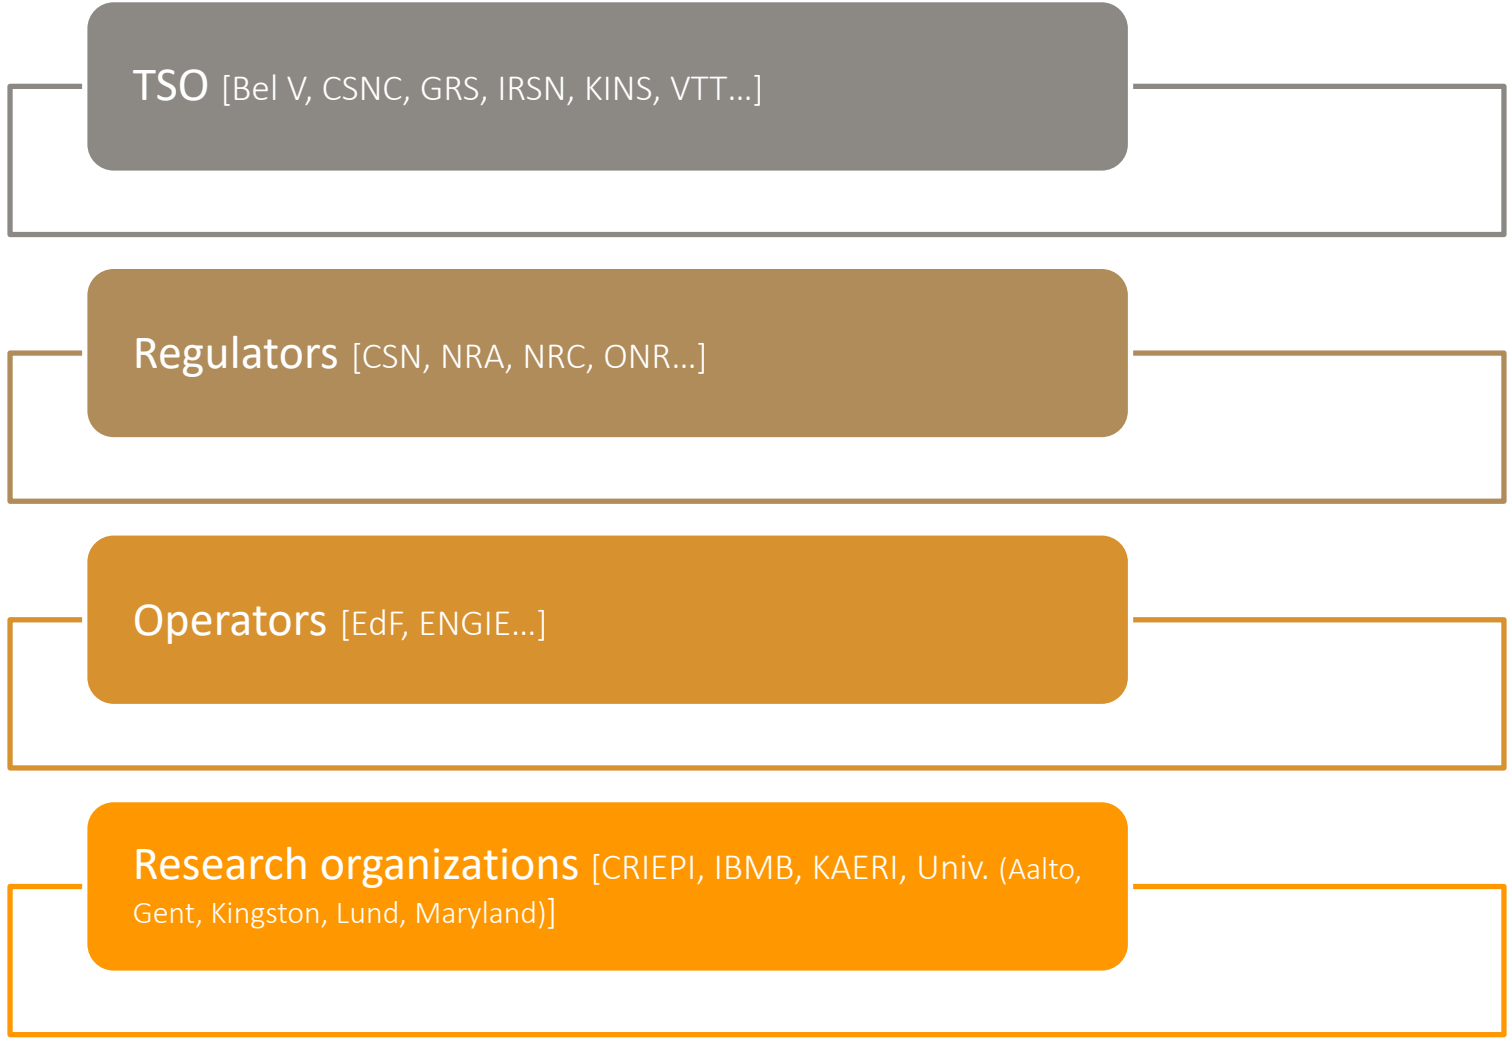 TSO [Bel V, CSNC, GRS, IRSN, KINS, VTT…]
Regulators [CSN, NRA, NRC, ONR…]
Operators [EdF, ENGIE…]
Research organizations [CRIEPI, IBMB, KAERI, Univ. (Aalto,
Gent, Kingston, Lund, Maryland)]